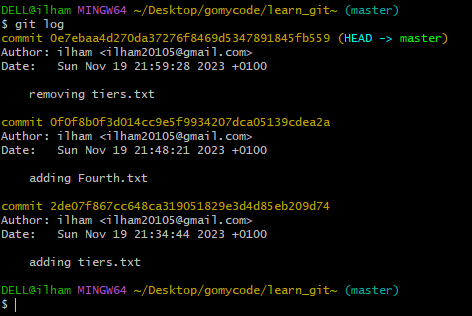 DELL@ilham MINGW64 ~/Desktop/gomycode/learn_git~ (master)
$ git log
commit 0e7ebaa4d270da37276f8469d5347891845fb559 (HEAD -> master)
Author: ilham <ilham20105@gmail.com>
Date:   Sun Nov 19 21:59:28 2023 +0100
removing tiers.txt
commit 0f0f8b0f3d014cc9e5f9934207dca05139cdea2a
Author: ilham <ilham20105@gmail.com>
Date:   Sun Nov 19 21:48:21 2023 +0100
adding Fourth.txt
commit 2de07f867cc648ca319051829e3d4d85eb209d74
Author: ilham <ilham20105@gmail.com>
Date:   Sun Nov 19 21:34:44 2023 +0100
adding tiers.txt
DELL@ilham MINGW64 ~/Desktop/gomycode/learn_git~ (master)
$